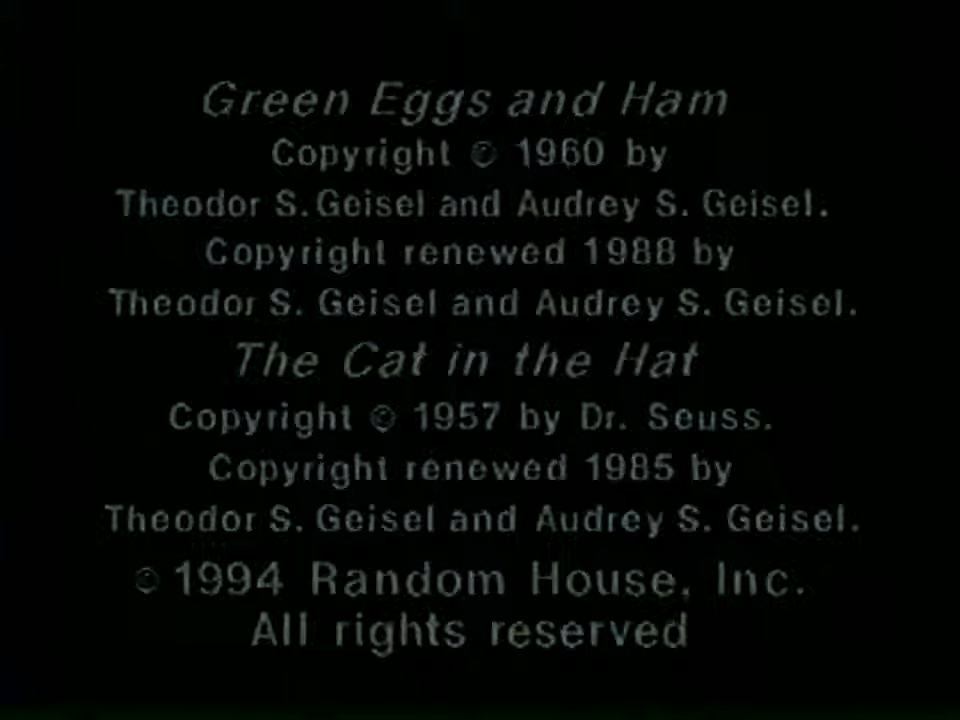 Green Eggs and Ham
Copyright © 1960 by
Theodor S. Geisel and Audrey S. Geisel.
Copyright renewed 1988 by
Theodor S. Geisel and Audrey S. Geisel.
The Cat in the Hat
Copyright © 1957 by Dr. Seuss.
Copyright renewed 1985 by
Theodor S. Geisel and Audrey S. Geisel.
© 1994 Random House, Inc.
All rights reserved